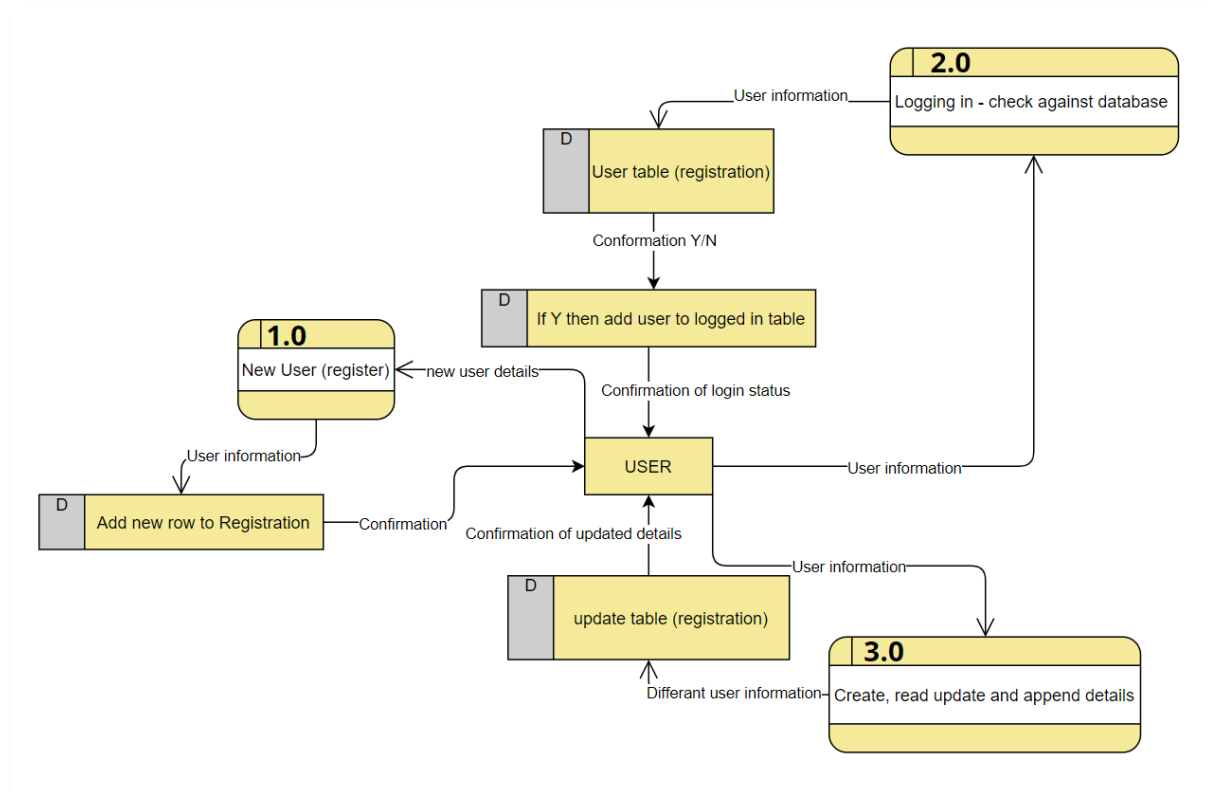 2.0
User information
Logging in - check against database
D
User table (registration)
Conformation Y/N
D
If Y then add user to logged in table
1.0
New User (register)
new user details
Confirmation of login status
User information
USER
User information
D
Add new row to Registration
Confirmation
Confirmation of updated details
User information
D
update table (registration)
3.0
Differant user information
Create, read update and append details